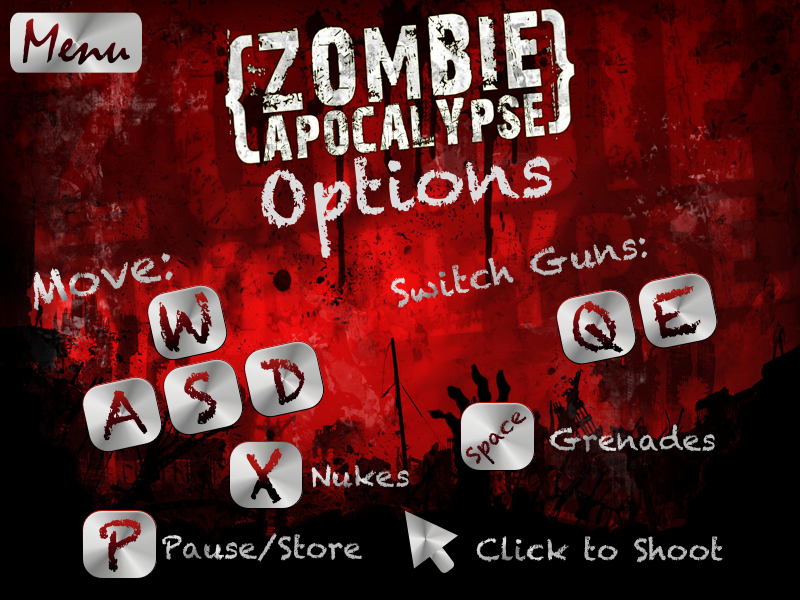 Menu
{ZOMBIE
APOCALYPSE}
Options
Move:
Switch Guns:
W
Q E
A S D
space Grenades
X Nukes
P Pause/Store
Click to Shoot